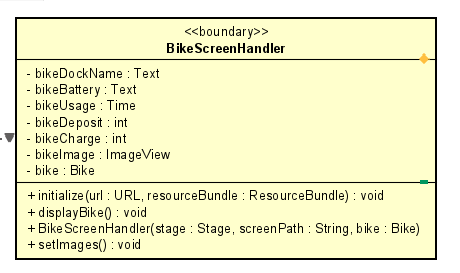 <<boundary>>
BikeScreenHandler
- bikeDockName : Text
- bikeBattery : Text
- bikeUsage : Time
- bikeDeposit : int
- bikeCharge : int
- bikeImage : ImageView
- bike : Bike
+ initialize(url : URL, resourceBundle : ResourceBundle) : void
+ displayBike() : void
+ BikeScreenHandler(stage : Stage, screenPath : String, bike : Bike)
+ setImages() : void